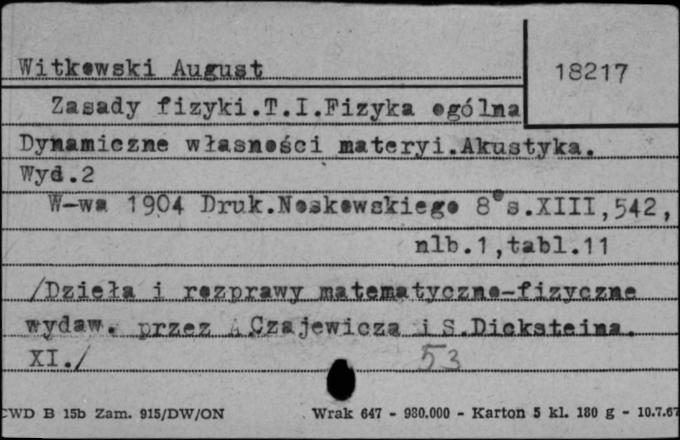 Witkowski August
18217
Zasady fizyki.T.I.Fizyka ogólna
Dynamiczne własności materyi.Akustyka.
Wyd.2
W-wa 1904 Druk.Noskowskiego 8°s.XIII,542,
nlb.1,tabl.11
/Dzieła i rozprawy matematyczno-fizyczne
wydaw. przez A.Czajewicza i S.Dicksteina.
XI./
53
CWD B 15b Zam. 915/DW/ON Wrak 647 - 980.000 - Karton 5 kl. 180 g - 10.7.67